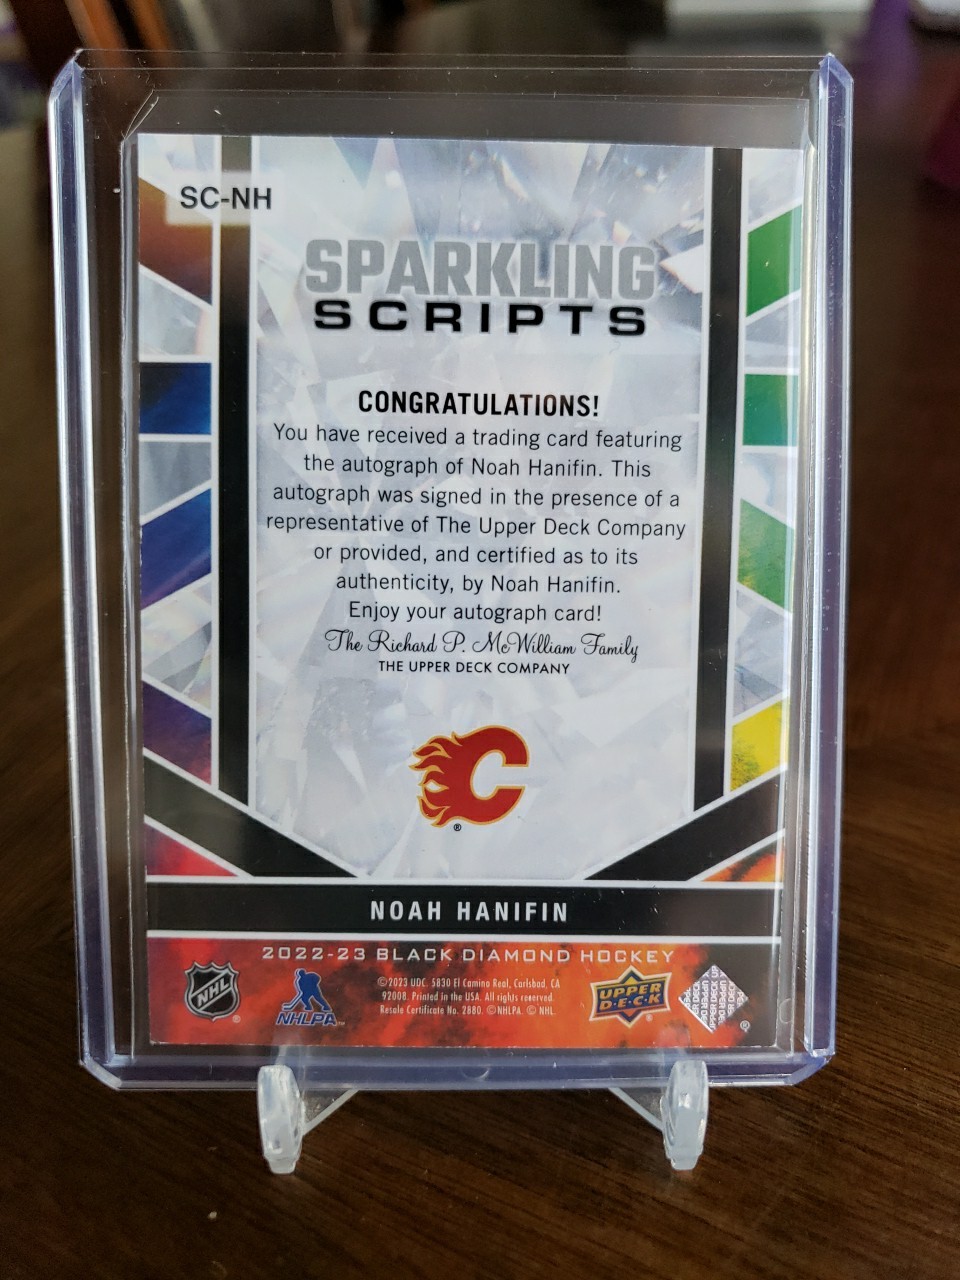 SC-NH
SPARKLING
SCRIPTS
CONGRATULATIONS!
You have received a trading card featuring
the autograph of Noah Hanifin. This
autograph was signed in the presence of a
representative of The Upper Deck Company
or provided, and certified as to its
authenticity, by Noah Hanifin.
Enjoy your autograph card!
The Richard P. McWilliam Family
THE UPPER DECK COMPANY
C
®
NOAH HANIFIN
2022-23 BLACK DIAMOND HOCKEY
NHL
®
NHLPA
©2023 UDC. 5830 El Camino Real, Carlsbad, CA
92008. Printed in the USA. All rights reserved.
Resale Certificate No. 2880. ©NHLPA. © NHL.
UPPER
D·E·C·K
®
UPPER DECK
®